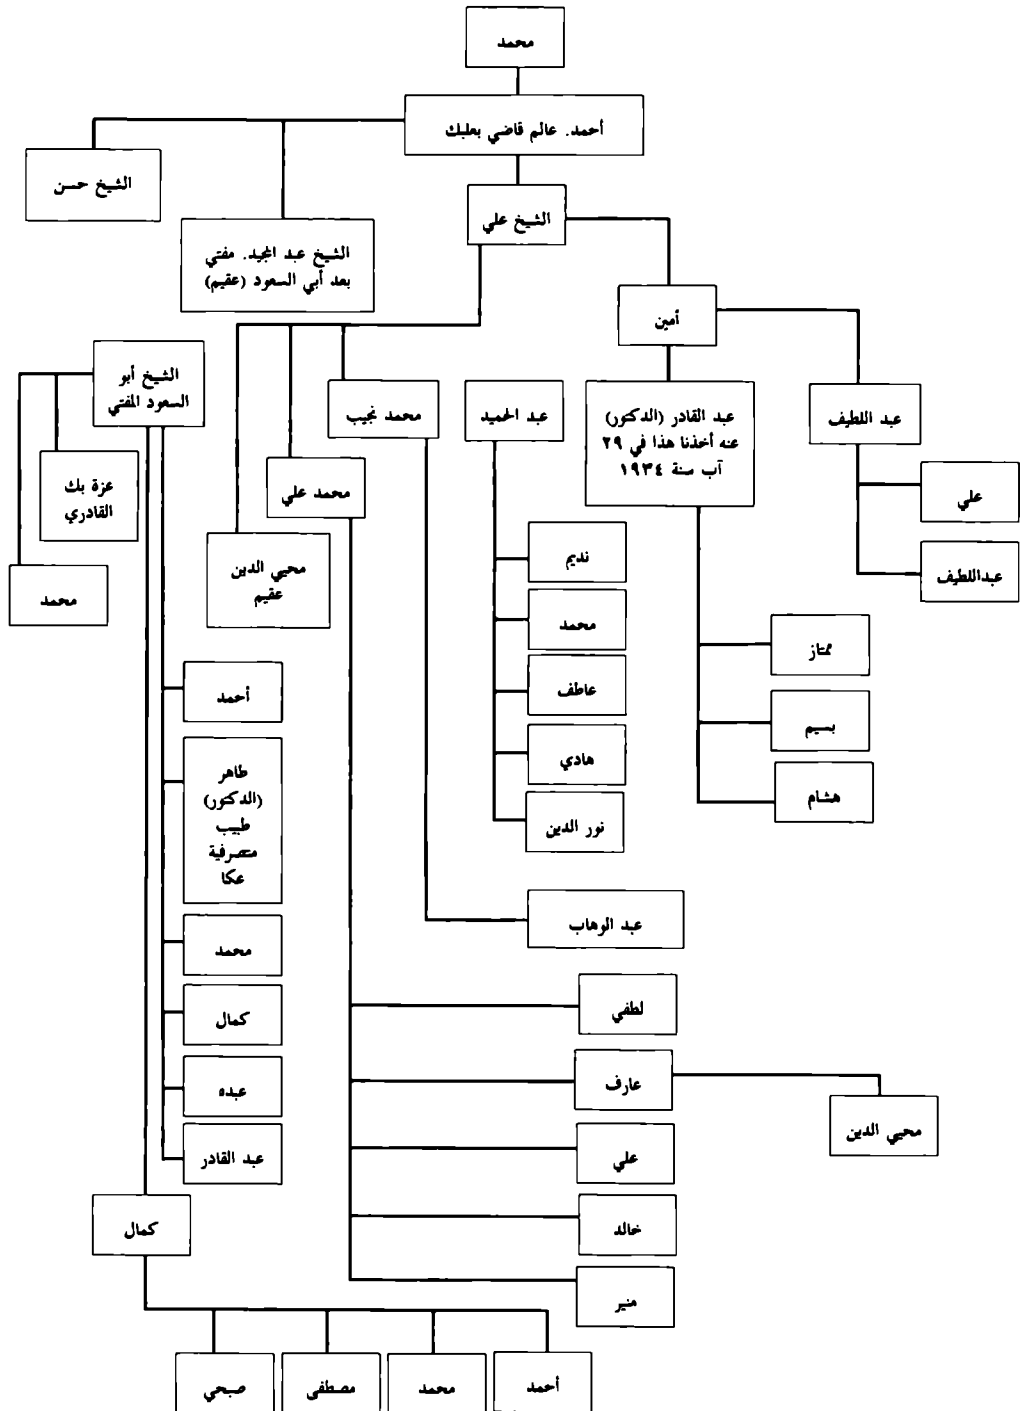 محمد
أحمد. عالم قاضي بعلبك
الشيخ حسن
الشيخ علي
الشيخ عبد المجيد. مفتي
بعد أبي السعود (عقيم)
أمين
الشيخ أبو
السعود المفتي
محمد نجيب
عبد الحميد
عبد القادر (الدكتور)
عنه أخذنا هذا في ٢٩
آب سنة ١٩٣٤
عبد اللطيف
عزة بك
القادري
محمد علي
علي
محمد
محيي الدين
عقيم
نديم
عبداللطيف
محمد
ممتاز
أحمد
عاطف
بسيم
طاهر
(الدكتور)
طبيب
متصرفية
عكا
هادي
هشام
نور الدين
محمد
عبد الوهاب
كمال
لطفي
عبده
عارف
محيي الدين
عبد القادر
علي
كمال
خالد
منير
أحمد
محمد
مصطفى
صبحي